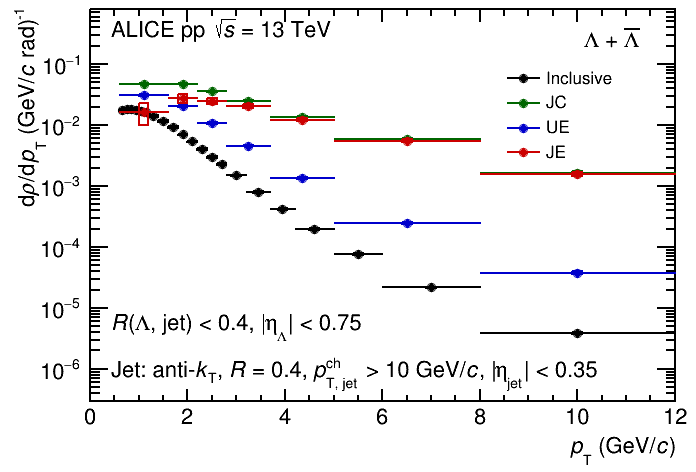 ALICE pp √s = 13 TeV
Λ + Λ̅
Inclusive
JC
UE
JE
dρ/dp_T (GeV/c rad)⁻¹
10⁻¹
10⁻²
10⁻³
10⁻⁴
10⁻⁵
10⁻⁶
R(Λ, jet) < 0.4, |η_Λ| < 0.75
Jet: anti-k_T, R = 0.4, p_T, jet^ch > 10 GeV/c, |η_jet| < 0.35
0 2 4 6 8 10 12
p_T (GeV/c)